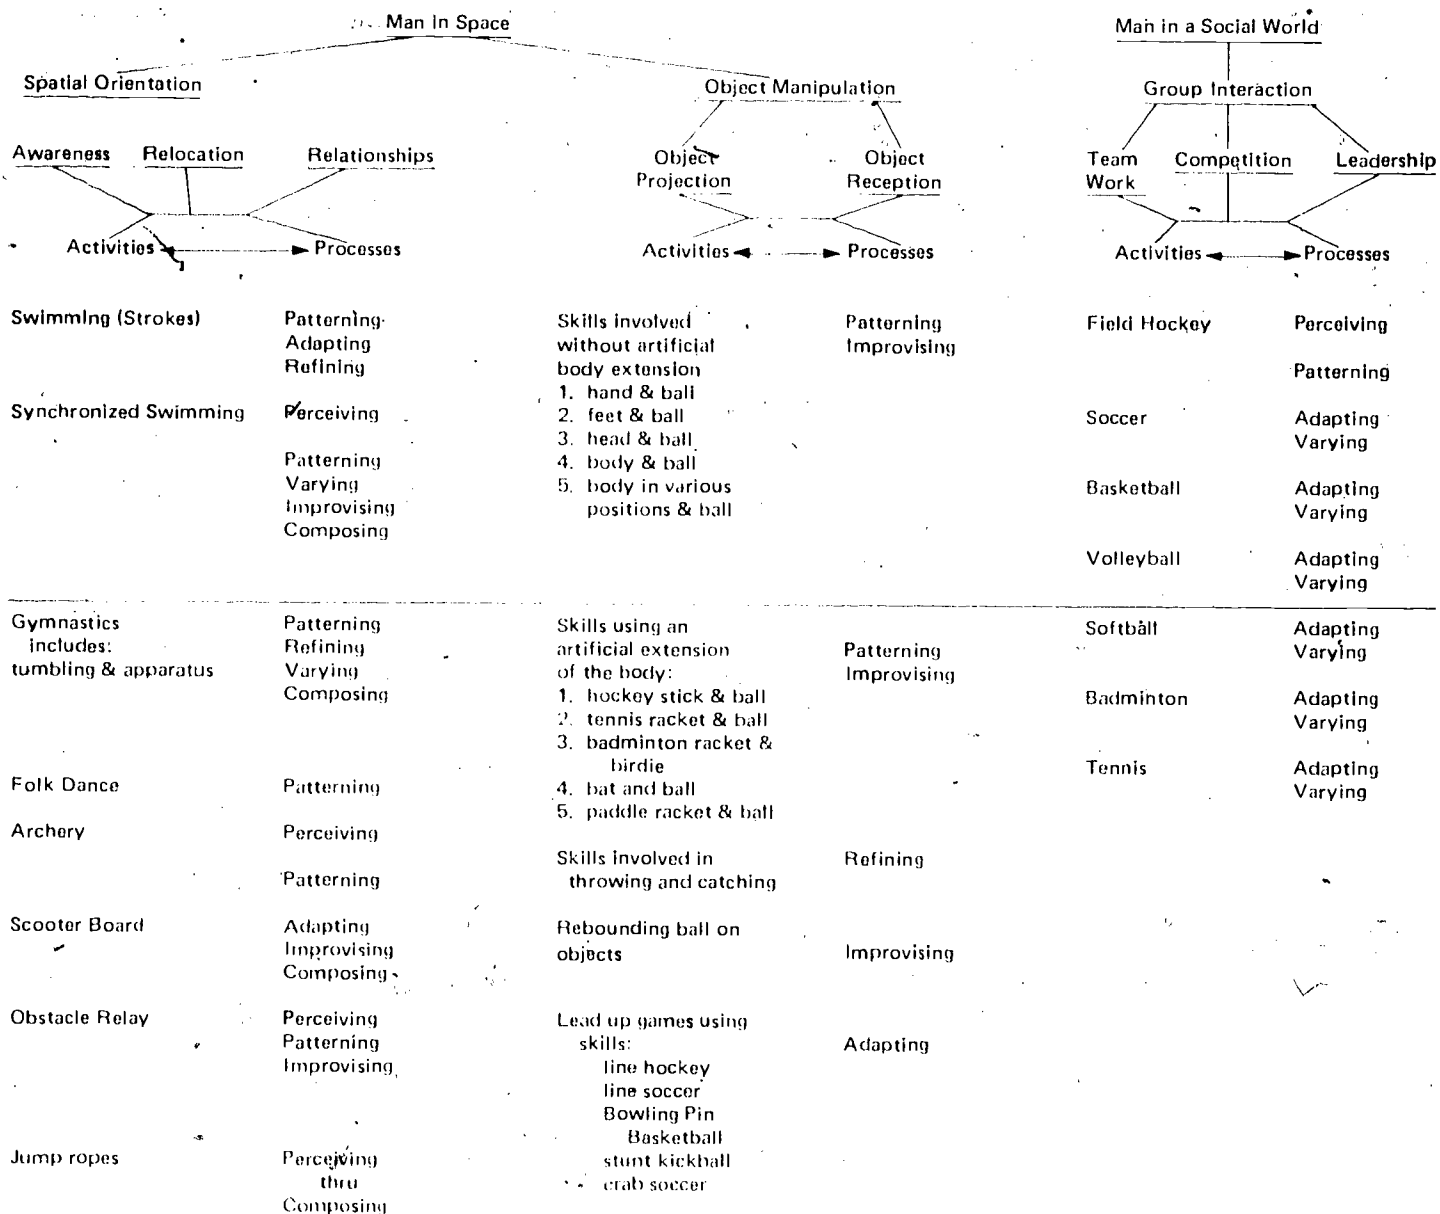 Man In Space
Man in a Social World
Spatial Orientation
Object Manipulation
Group Interaction
Awareness Relocation Relationships
Object Projection
Object Reception
Team Work
Competition
Leadership
Activities Processes
Activities Processes
Activities Processes
Swimming (Strokes)
Patterning
Adapting
Refining
Synchronized Swimming
Perceiving
Patterning
Varying
Improvising
Composing
Gymnastics
includes:
tumbling & apparatus
Patterning
Refining
Varying
Composing
Folk Dance
Patterning
Archery
Perceiving
Patterning
Scooter Board
Adapting
Improvising
Composing
Obstacle Relay
Perceiving
Patterning
Improvising
Jump ropes
Perceiving
thru
Composing
Skills involved
without artificial
body extension
1. hand & ball
2. feet & ball
3. head & ball
4. body & ball
5. body in various
positions & ball
Patterning
Improvising
Skills using an
artificial extension
of the body:
1. hockey stick & ball
2. tennis racket & ball
3. badminton racket &
birdie
4. bat and ball
5. paddle racket & ball
Patterning
Improvising
Skills involved in
throwing and catching
Refining
Rebounding ball on
objects
Improvising
Lead up games using
skills:
line hockey
line soccer
Bowling Pin
Basketball
stunt kickball
crab soccer
Adapting
Field Hockey
Perceiving
Patterning
Soccer
Adapting
Varying
Basketball
Adapting
Varying
Volleyball
Adapting
Varying
Softball
Adapting
Varying
Badminton
Adapting
Varying
Tennis
Adapting
Varying